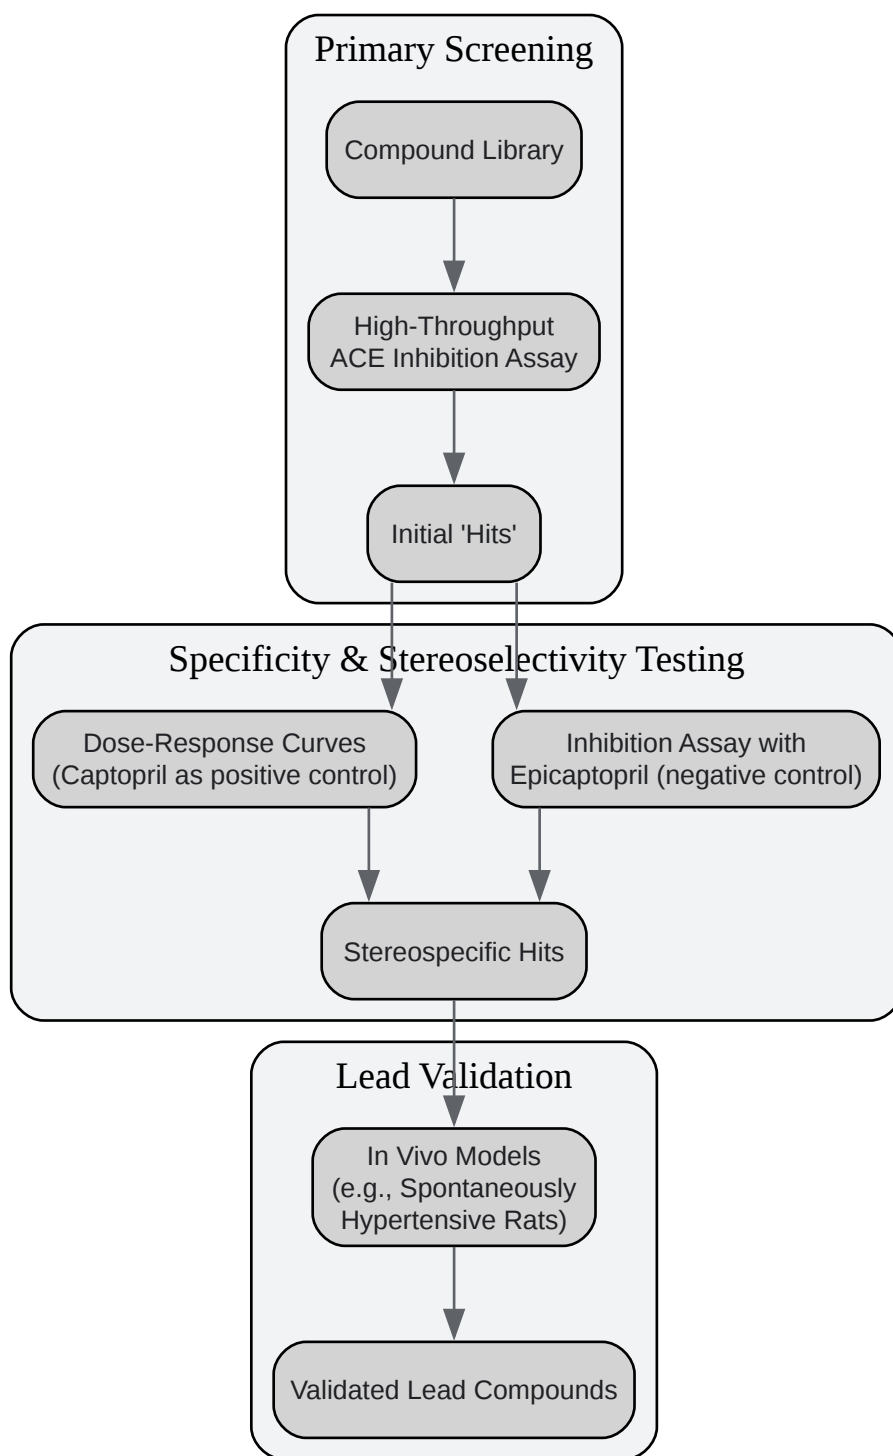 Primary Screening
Compound Library
High-Throughput
ACE Inhibition Assay
Initial 'Hits'
Specificity & Stereoselectivity Testing
Dose-Response Curves
(Captopril as positive control)
Inhibition Assay with
Epicaptopril (negative control)
Stereospecific Hits
Lead Validation
In Vivo Models
(e.g., Spontaneously
Hypertensive Rats)
Validated Lead Compounds